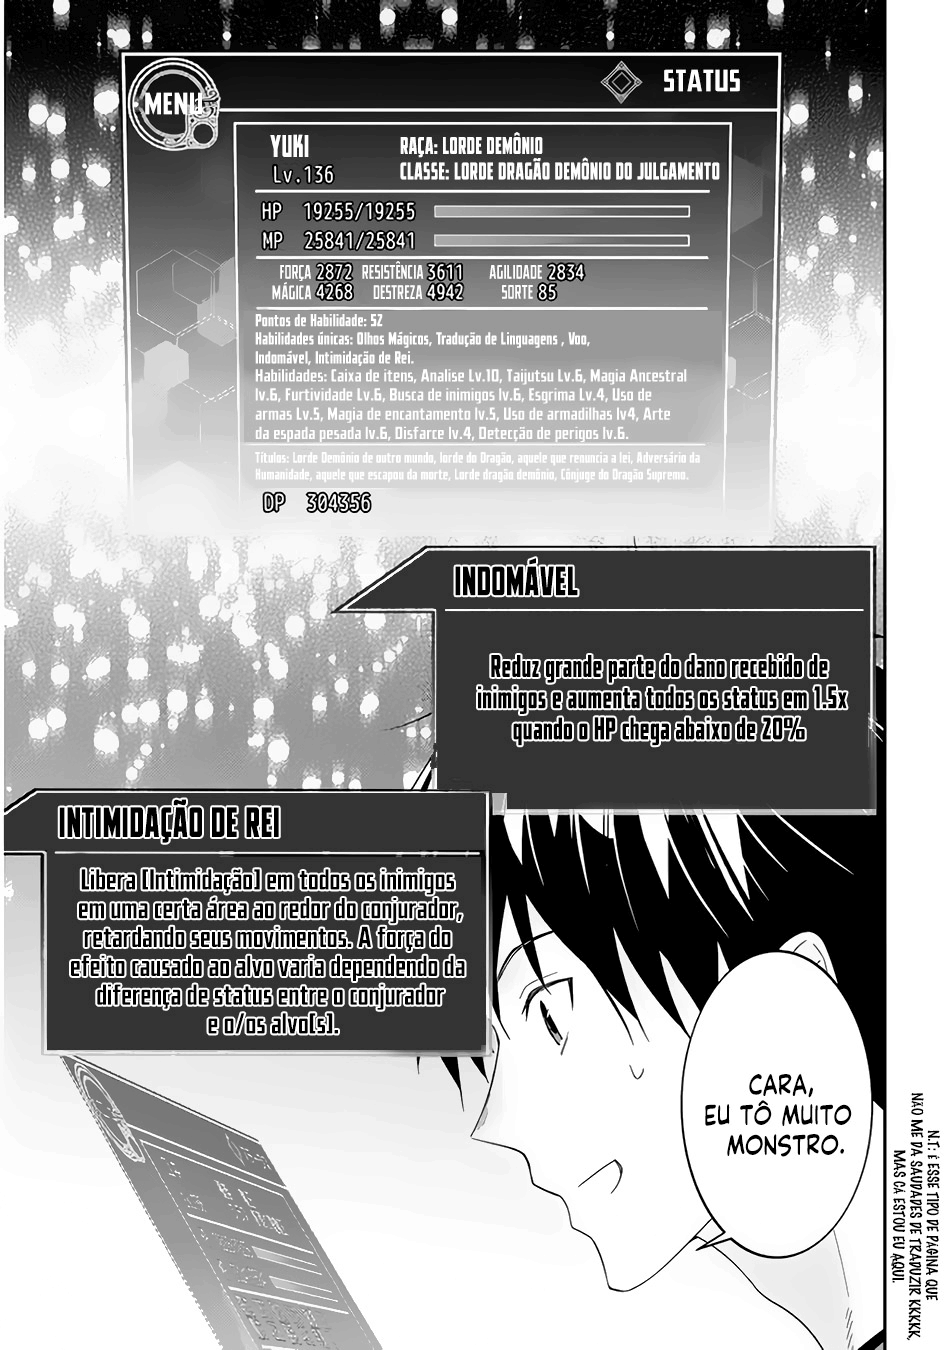 MENU
STATUS
YUKI
Lv.136
RAÇA: LORDE DEMÔNIO
CLASSE: LORDE DRAGÃO DEMÔNIO DO JULGAMENTO
HP 19255/19255
MP 25841/25841
FORÇA 2872 RESISTÊNCIA 3611 AGILIDADE 2834
MÁGICA 4268 DESTREZA 4942 SORTE 85
Pontos de Habilidade: 52
Habilidades únicas: Olhos Mágicos, Tradução de Linguagens , Voo,
Indomável, Intimidação de Rei.
Habilidades: Caixa de itens, Analise Lv.10, Taijutsu Lv.6, Magia Ancestral
lv.6, Furtividade Lv.6, Busca de inimigos lv.6, Esgrima Lv.4, Uso de
armas Lv.5, Magia de encantamento lv.5, Uso de armadilhas lv4, Arte
da espada pesada lv.6, Disfarce lv.4, Detecção de perigos lv.6.
Títulos: Lorde Demônio de outro mundo, lorde do Dragão, aquele que renuncia a lei, Adversário da
Humanidade, aquele que escapou da morte, Lorde dragão demônio, Cônjuge do Dragão Supremo.
DP 304356
INDOMÁVEL
Reduz grande parte do dano recebido de
inimigos e aumenta todos os status em 1.5x
quando o HP chega abaixo de 20%
INTIMIDAÇÃO DE REI
Libera [Intimidação] em todos os inimigos
em uma certa área ao redor do conjurador,
retardando seus movimentos. A força do
efeito causado ao alvo varia dependendo da
diferença de status entre o conjurador
e o/os alvo(s).
CARA,
EU TÔ MUITO
MONSTRO.
N.T: É ESSE TIPO DE PÁGINA QUE
NÃO ME DA SAUDADES DE TRADUZIR KKKKK,
MAS CÁ ESTOU EU AQUI.